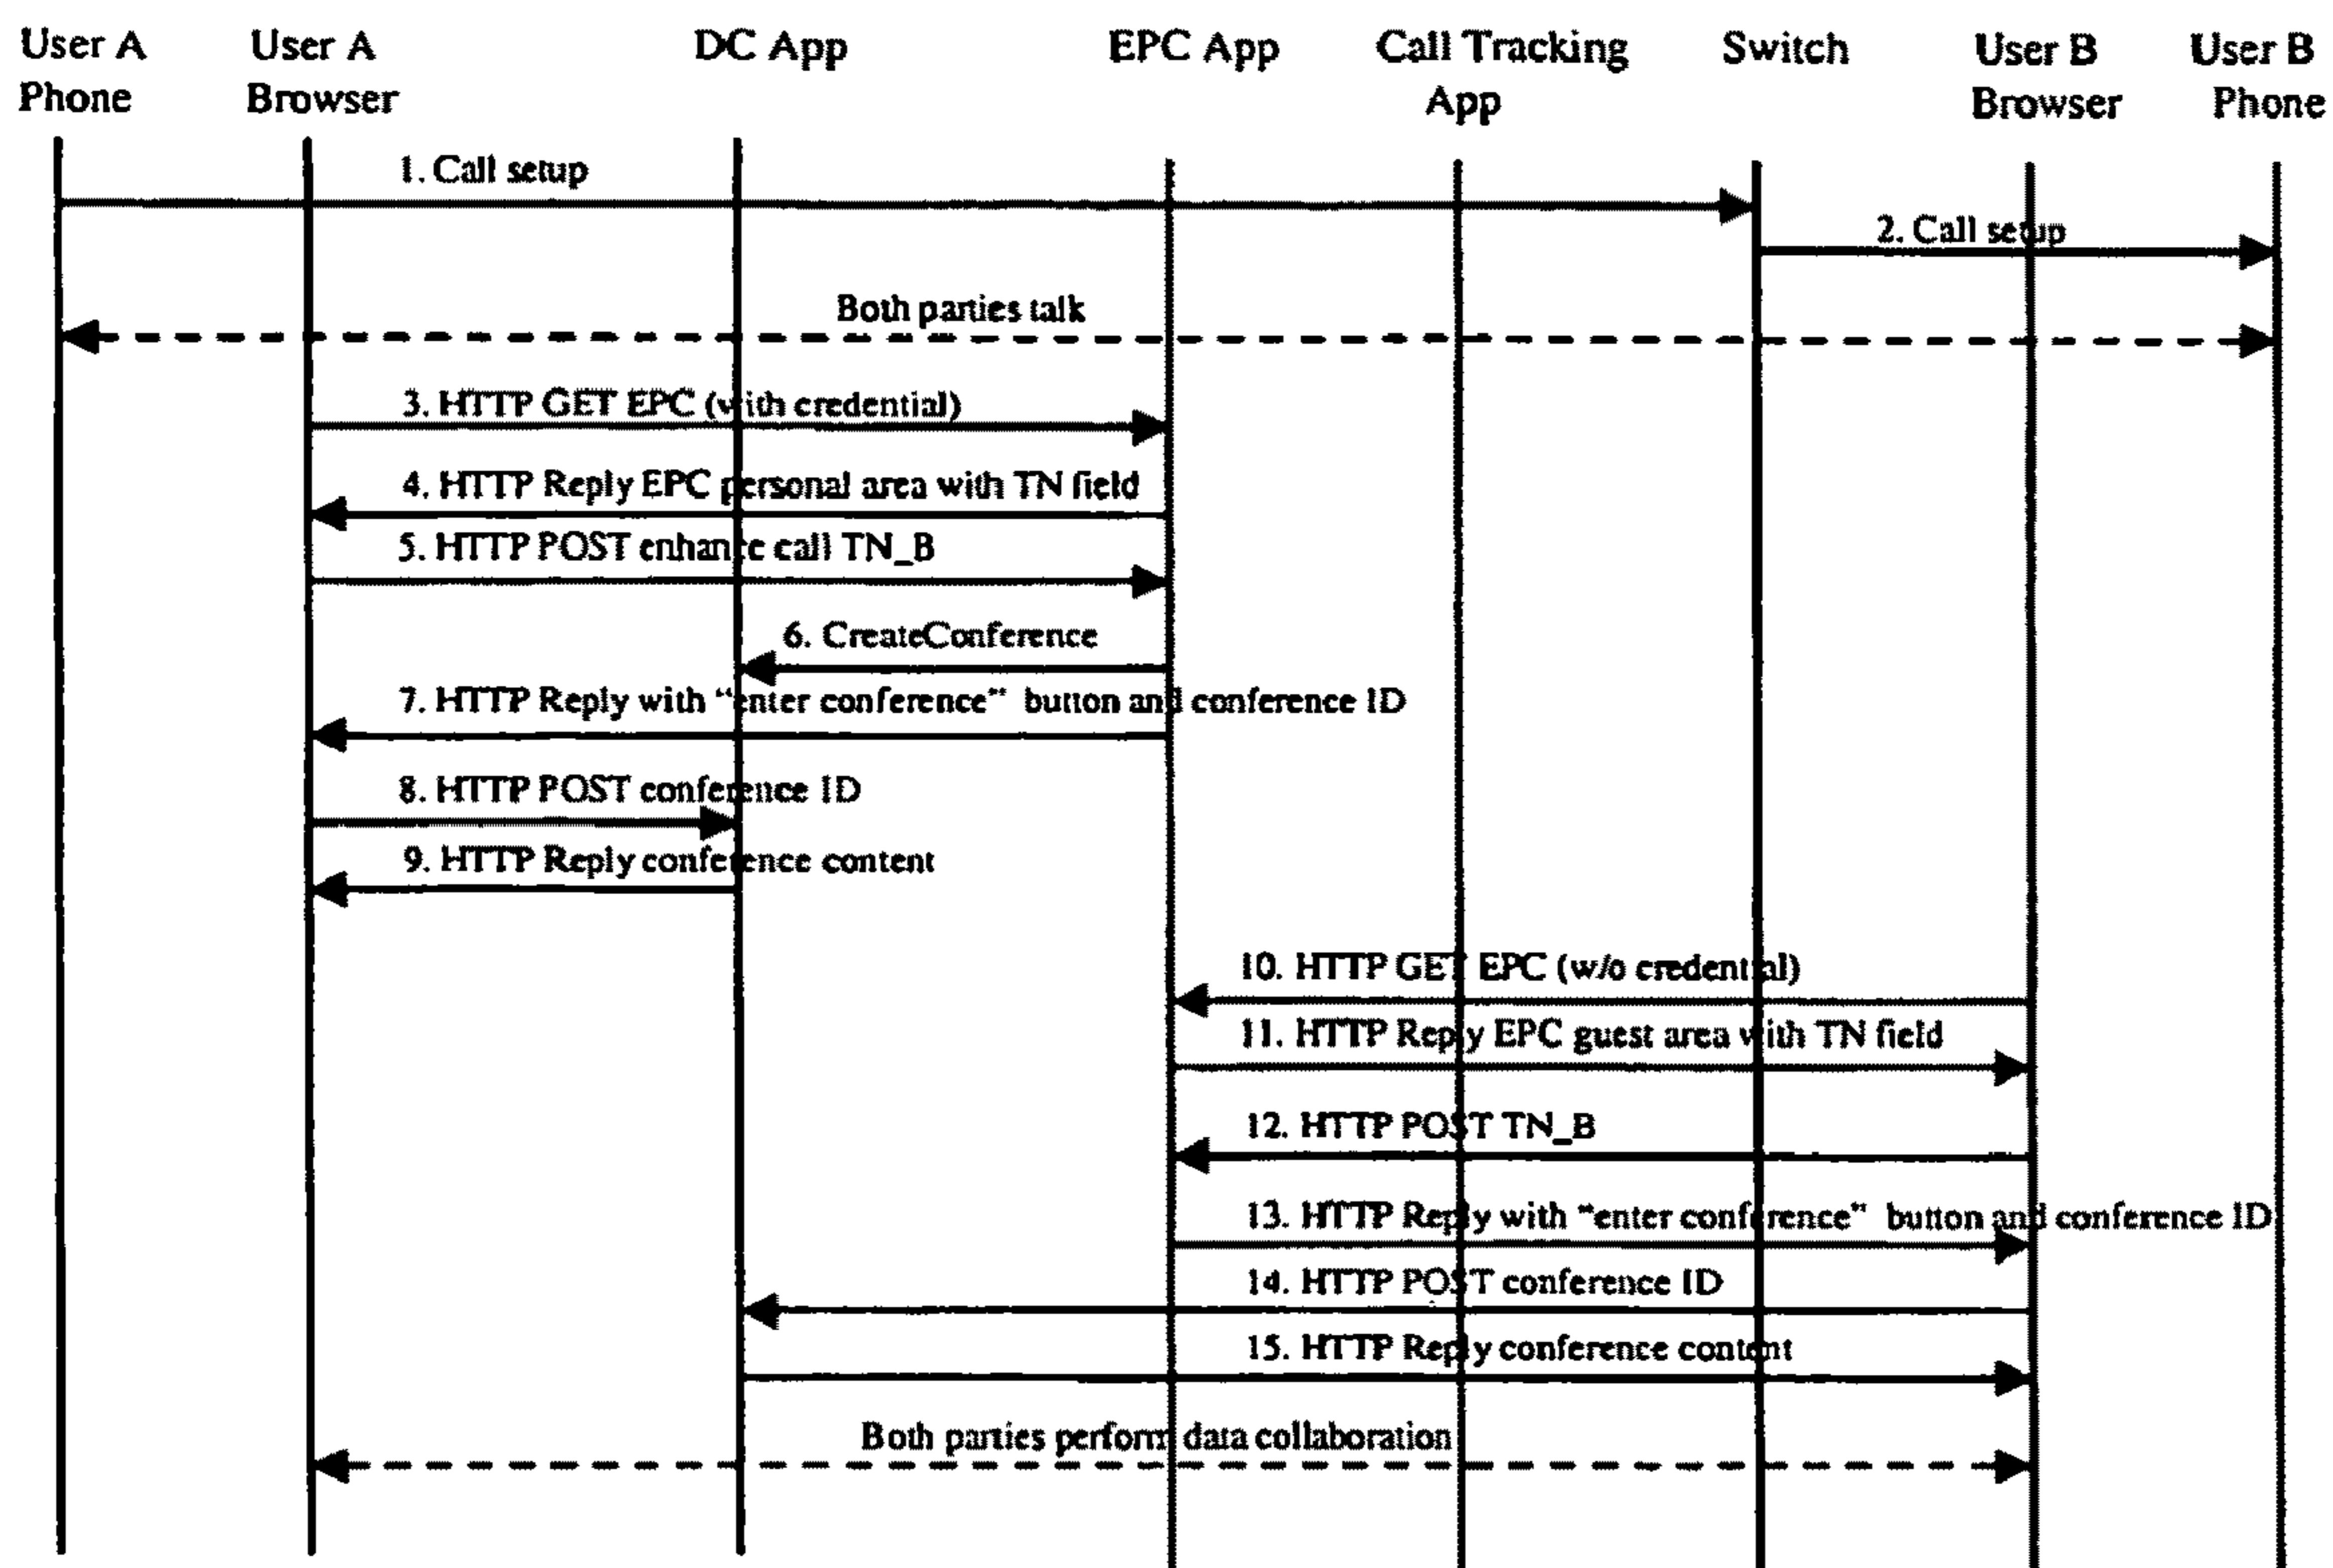 User A Phone
User A Browser
DC App
EPC App
Call Tracking App
Switch
User B Browser
User B Phone
1. Call setup
2. Call setup
Both parties talk
3. HTTP GET EPC (with credential)
4. HTTP Reply EPC personal area with TN field
5. HTTP POST enhance call TN_B
6. CreateConference
7. HTTP Reply with "enter conference" button and conference ID
8. HTTP POST conference ID
9. HTTP Reply conference content
10. HTTP GET EPC (w/o credential)
11. HTTP Reply EPC guest area with TN field
12. HTTP POST TN_B
13. HTTP Reply with "enter conference" button and conference ID
14. HTTP POST conference ID
15. HTTP Reply conference content
Both parties perform data collaboration